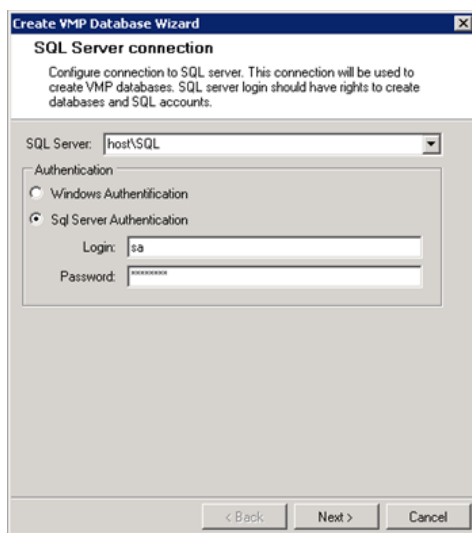 Create VMP Database Wizard
SQL Server connection
Configure connection to SQL server. This connection will be used to
create VMP databases. SQL server login should have rights to create
databases and SQL accounts.
SQL Server: host\SQL
Authentication
Windows Authentification
Sql Server Authentication
Login: sa
Password: ********
< Back Next > Cancel